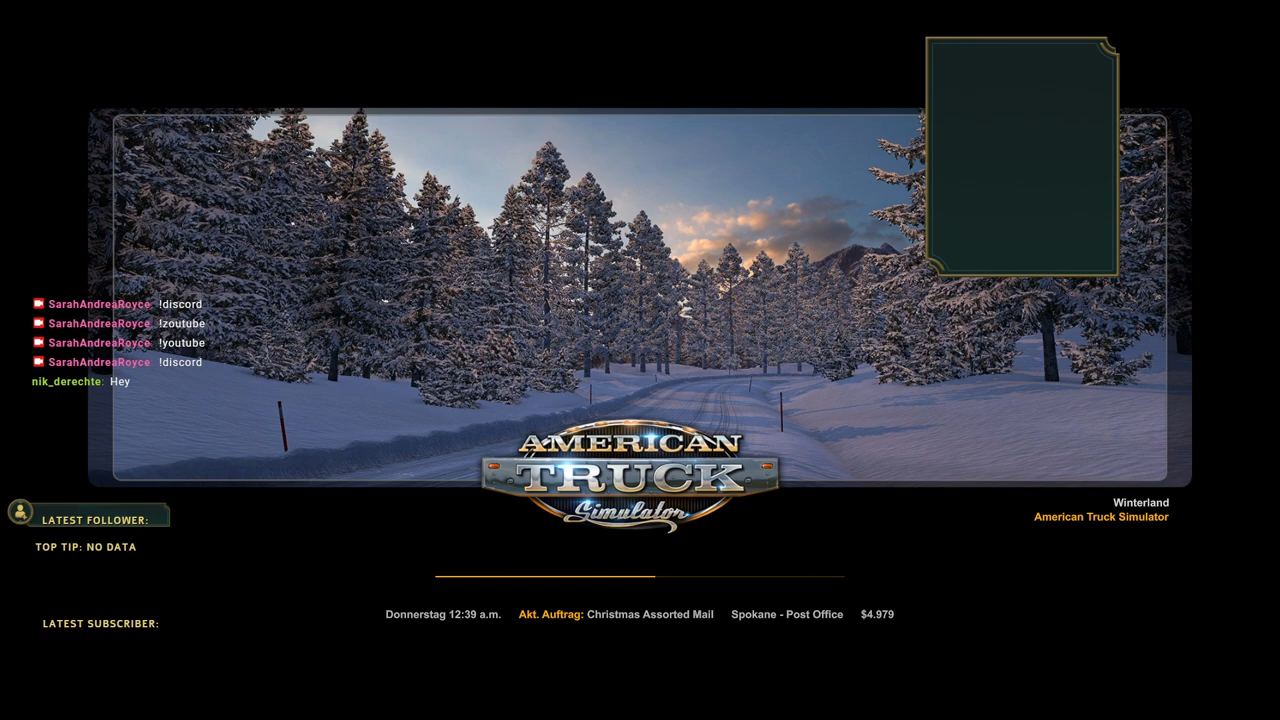 SarahAndreaRoyce: !discord
SarahAndreaRoyce: !zoutube
SarahAndreaRoyce: !youtube
SarahAndreaRoyce: !discord
nik_derechte: Hey
AMERICAN
TRUCK
Simulator
Winterland
American Truck Simulator
LATEST FOLLOWER:
TOP TIP: NO DATA
Donnerstag 12:39 a.m. Akt. Auftrag: Christmas Assorted Mail Spokane - Post Office $4.979
LATEST SUBSCRIBER: